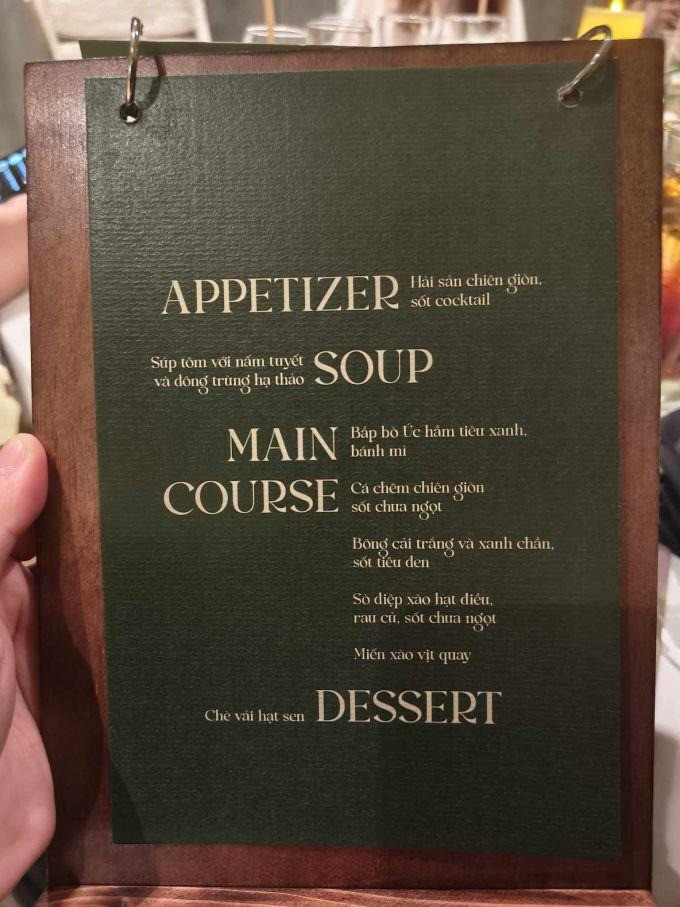 APPETIZER
Hải sản chiên giòn,
sốt cocktail
Súp tôm với nấm tuyết
và đông trùng hạ thảo
SOUP
MAIN
COURSE
Bắp bò Úc hầm tiêu xanh,
bánh mì
Cá chẽm chiên giòn
sốt chua ngọt
Bông cải trắng và xanh chần,
sốt tiêu đen
Sò điệp xào hạt điều,
rau củ, sốt chua ngọt
Miến xào vịt quay
Chè vải hạt sen
DESSERT